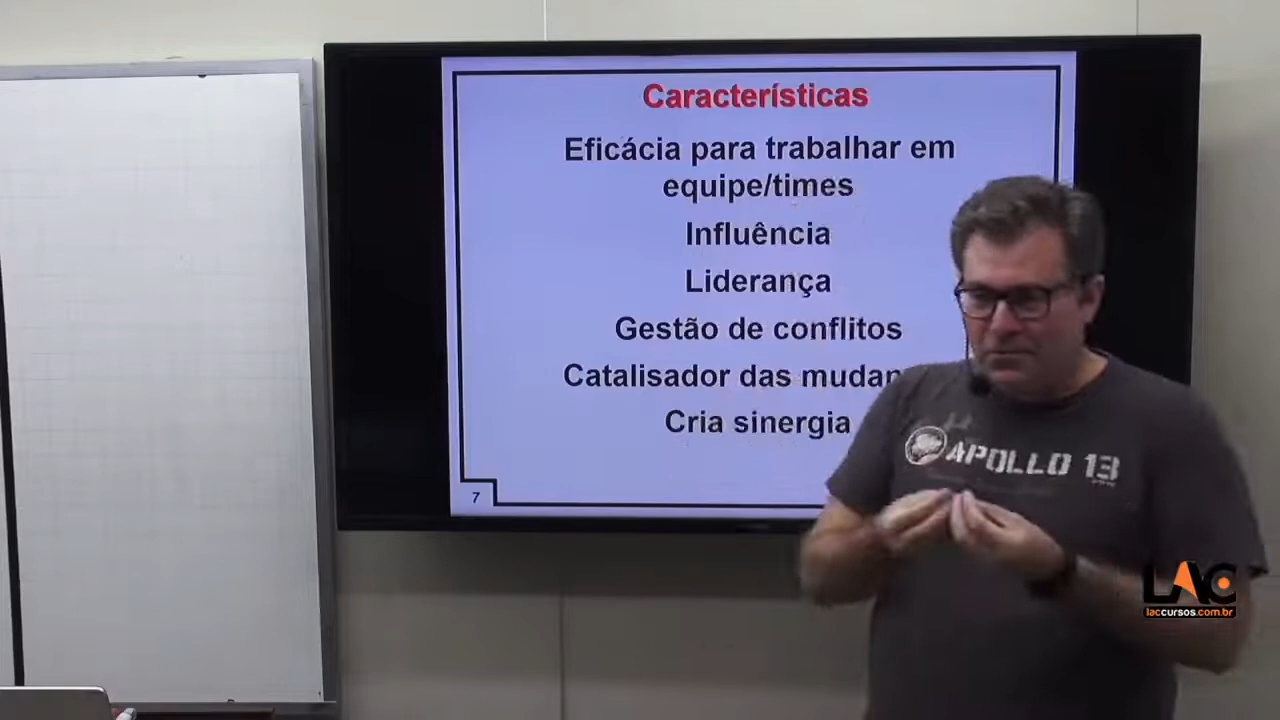 Características
Eficácia para trabalhar em
equipe/times
Influência
Liderança
Gestão de conflitos
Catalisador das
Cria sinergia
7
APOLLO 13
LAC
laccursos.com.br